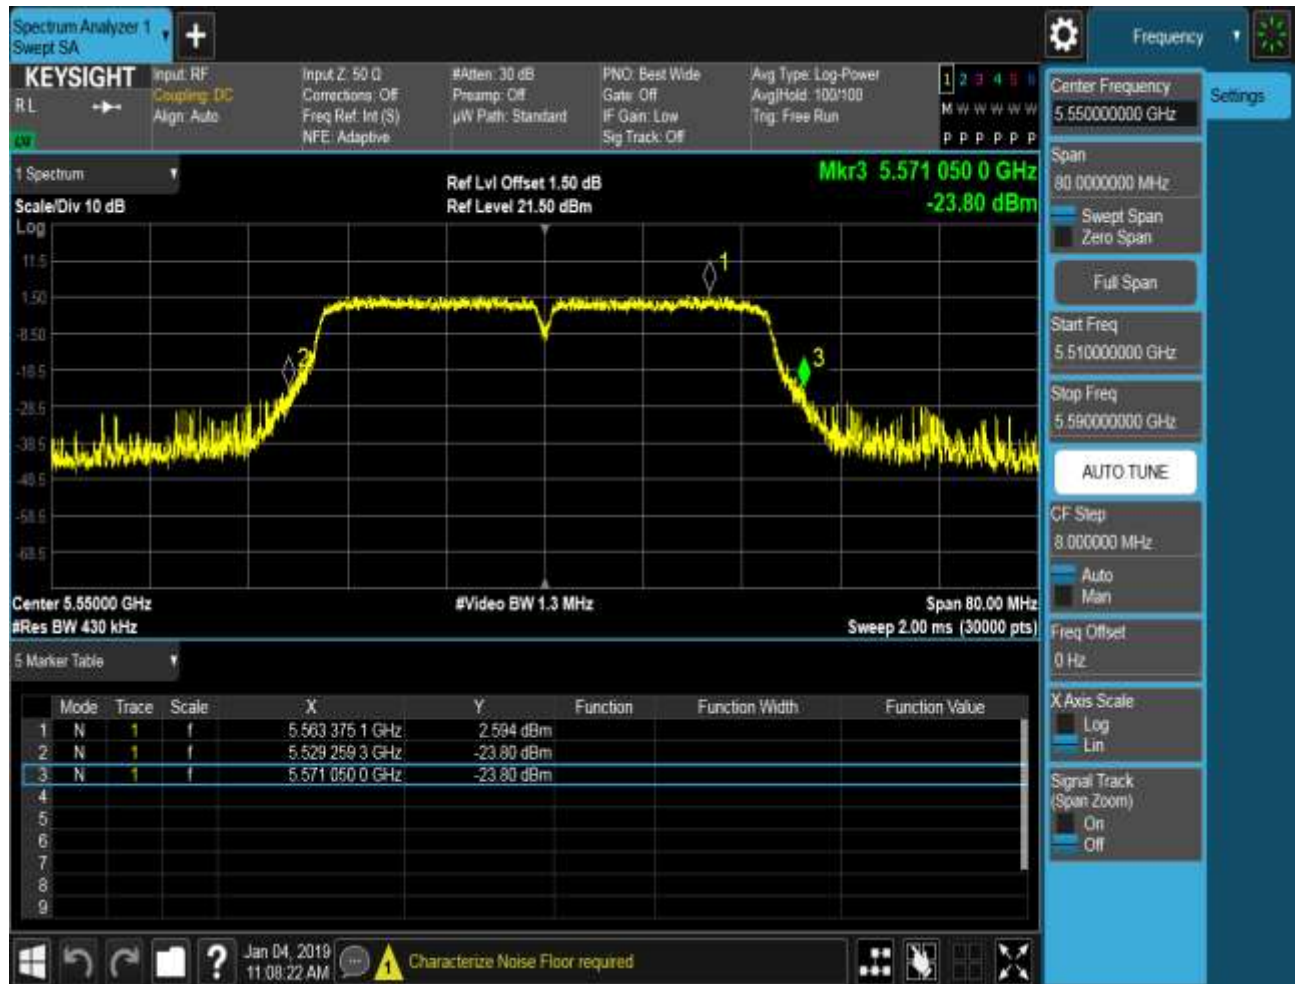 Spectrum Analyzer 1
Swept SA
Frequency
KEYSIGHT
RL
Input: RF
Coupling: DC
Align: Auto
Input Z: 50 Ω
Corrections: Off
Freq Ref: Int (S)
NFE: Adaptive
#Atten: 30 dB
Preamp: Off
µW Path: Standard
PNO: Best Wide
Gate: Off
IF Gain: Low
Sig Track: Off
Avg Type: Log-Power
Avg|Hold: 100/100
Trig: Free Run
1 2 3 4 5 6
M W W W W W
P P P P P P
1 Spectrum
Scale/Div 10 dB
Ref Lvl Offset 1.50 dB
Ref Level 21.50 dBm
Mkr3 5.571 050 0 GHz
-23.80 dBm
Log
11.5
1.50
-8.50
-18.5
-28.5
-38.5
-48.5
-58.5
-68.5
1
2
3
Center 5.55000 GHz
#Res BW 430 kHz
#Video BW 1.3 MHz
Span 80.00 MHz
Sweep 2.00 ms (30000 pts)
5 Marker Table
Mode Trace Scale X Y Function Function Width Function Value
1 N 1 f 5.563 375 1 GHz 2.594 dBm
2 N 1 f 5.529 259 3 GHz -23.80 dBm
3 N 1 f 5.571 050 0 GHz -23.80 dBm
4
5
6
7
8
9
Jan 04, 2019
11:08:22 AM
Characterize Noise Floor required
Center Frequency
5.550000000 GHz
Settings
Span
80.0000000 MHz
Swept Span
Zero Span
Full Span
Start Freq
5.510000000 GHz
Stop Freq
5.590000000 GHz
AUTO TUNE
CF Step
8.000000 MHz
Auto
Man
Freq Offset
0 Hz
X Axis Scale
Log
Lin
Signal Track
(Span Zoom)
On
Off